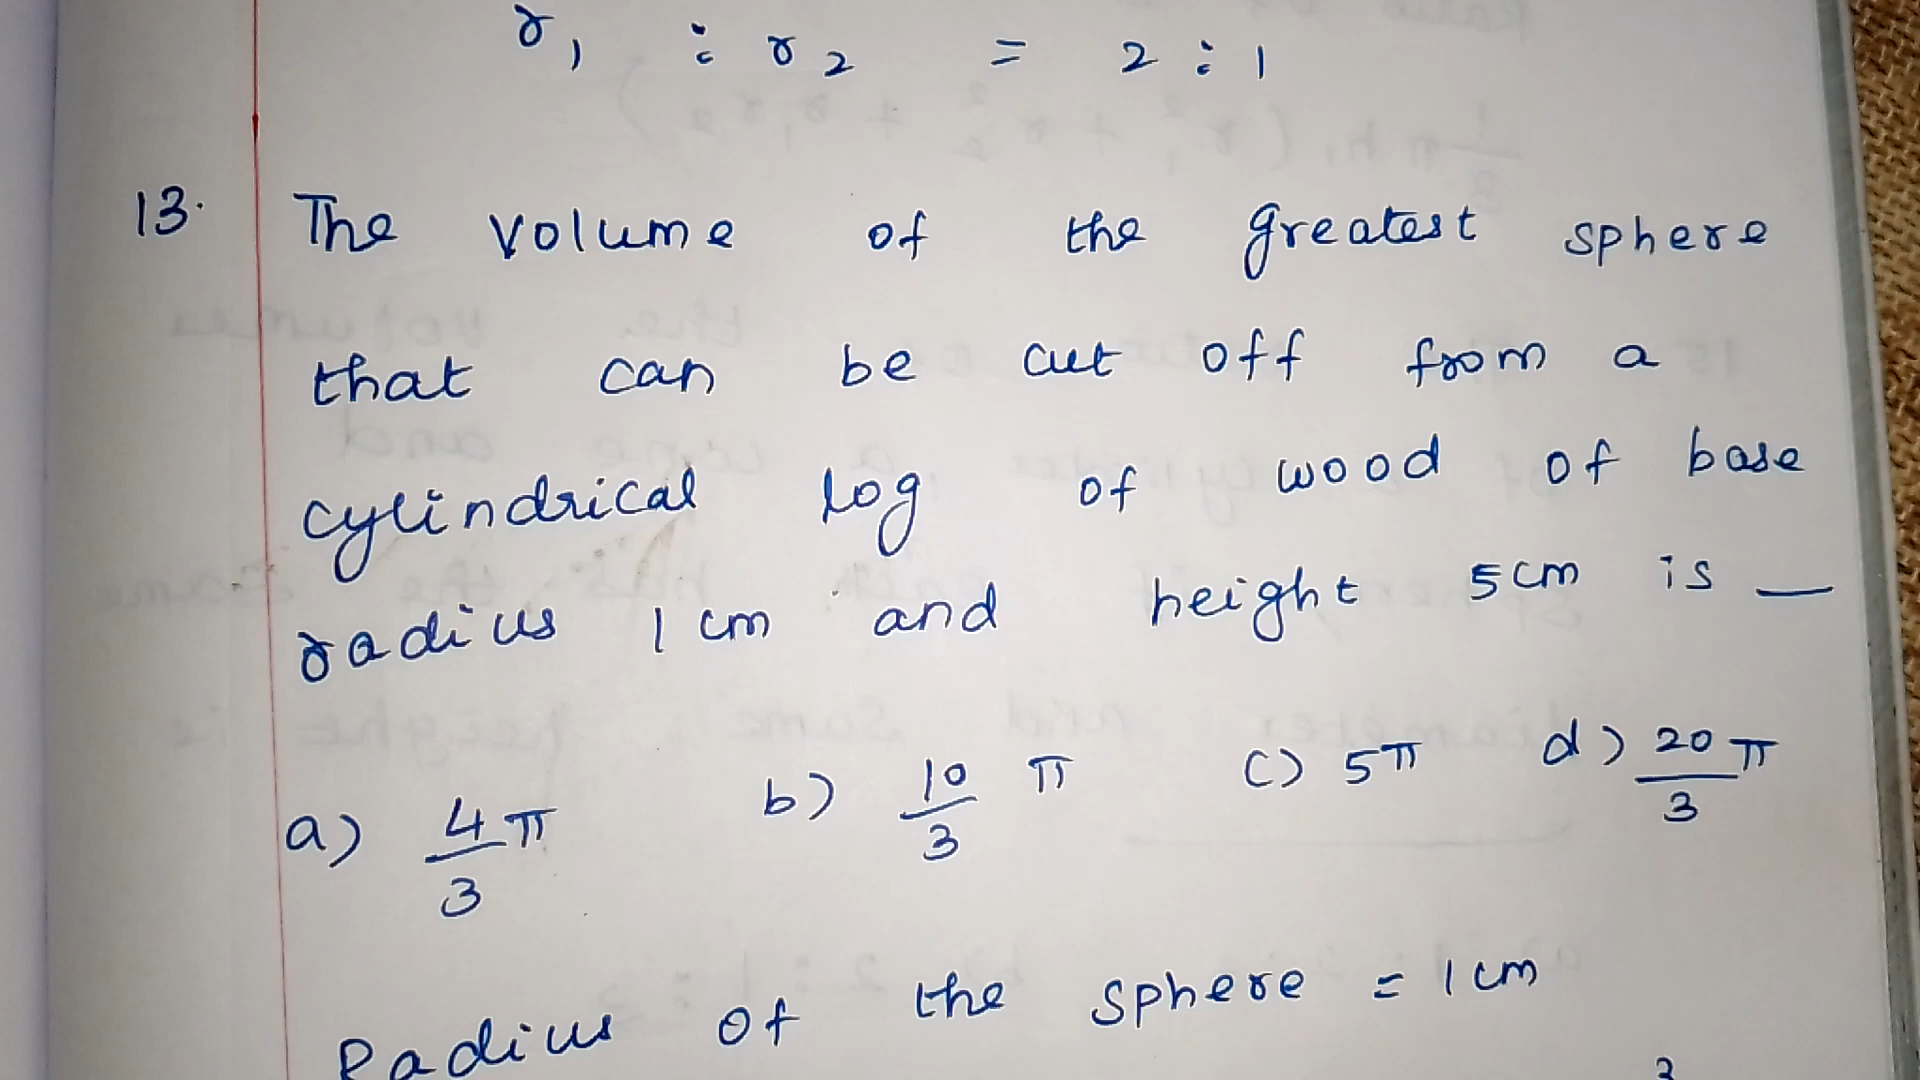 r₁ : r₂ = 2 : 1
13. The volume of the greatest sphere
that can be cut off from a
cylindrical log of wood of base
radius 1 cm and height 5 cm is —
a) 4/3 π b) 10/3 π c) 5π d) 20/3 π
Radius of the sphere = 1 cm